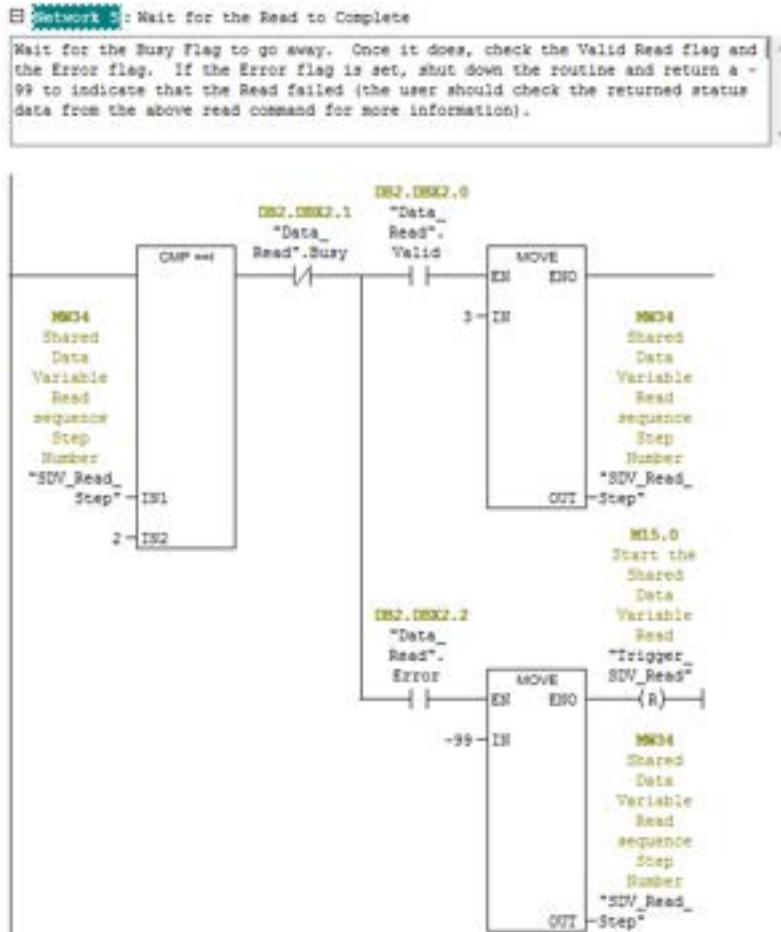 Network 5: Wait for the Read to Complete
Wait for the Busy Flag to go away. Once it does, check the Valid Read flag and
the Error flag. If the Error flag is set, shut down the routine and return a -
99 to indicate that the Read failed (the user should check the returned status
data from the above read command for more information).
DB2.DBX2.1
"Data_
Read".Busy
DB2.DBX2.0
"Data_
Read".
Valid
CMP ==I
MOVE
EN ENO
3 IN
MW34
Shared
Data
Variable
Read
sequence
Step
Number
"SDV_Read_
Step" IN1
2 IN2
MW34
Shared
Data
Variable
Read
sequence
Step
Number
"SDV_Read_
OUT Step"
M15.0
Start the
Shared
Data
Variable
Read
"Trigger_
SDV_Read"
DB2.DBX2.2
"Data_
Read".
Error
MOVE
EN ENO (R)
-99 IN
MW34
Shared
Data
Variable
Read
sequence
Step
Number
"SDV_Read_
OUT Step"